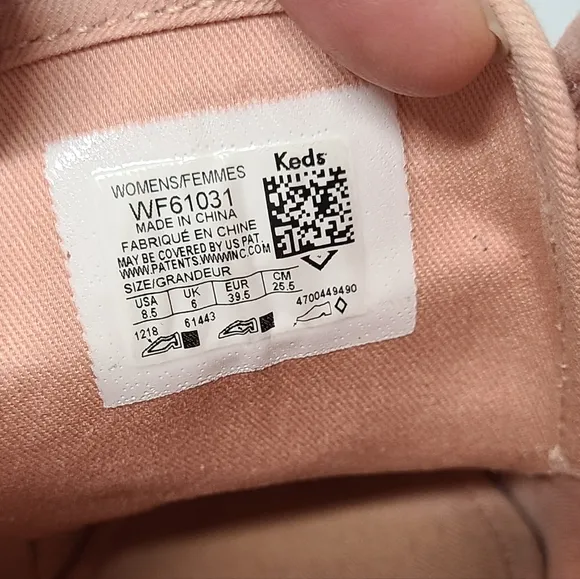 Keds
WOMENS/FEMMES
WF61031
MADE IN CHINA
FABRIQUÉ EN CHINE
MAY BE COVERED BY US PAT.
WWW.PATENTS.WWWINC.COM
SIZE/GRANDEUR
USA UK EUR CM
8.5 6 39.5 25.5
1218 61443 4700449490